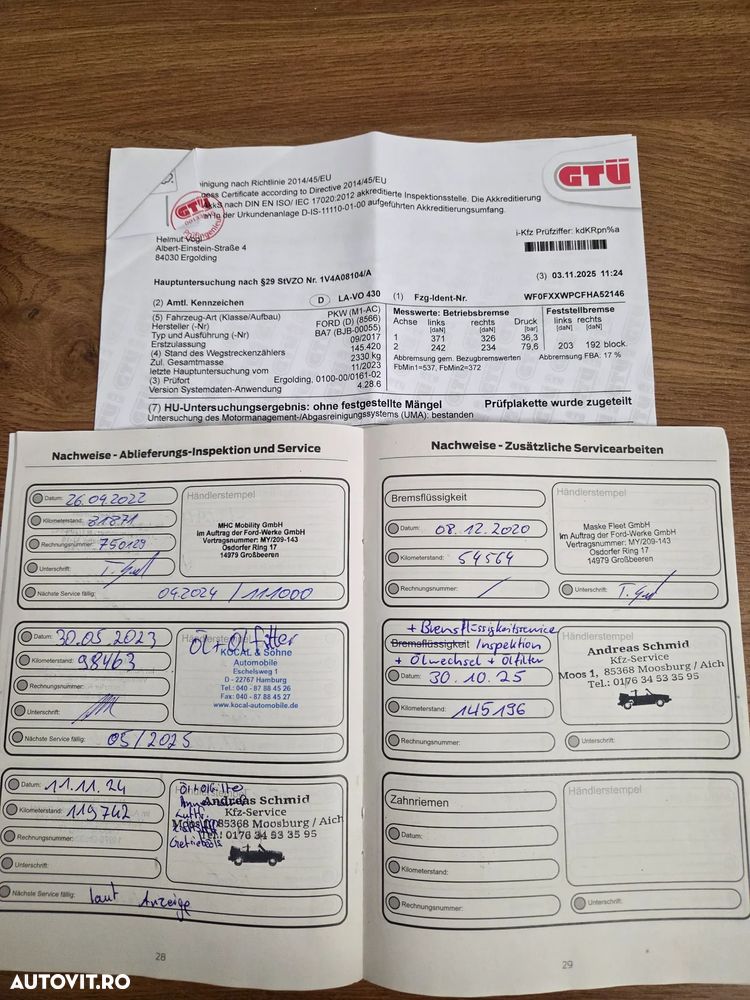 inigung nach Richtlinie 2014/45/EU
ness Certificate according to Directive 2014/45/EU
kkS nach DIN EN ISO/ IEC 17020:2012 akkreditierte Inspektionsstelle. Die Akkreditierung
in der Urkundenanlage D-IS-11110-01-00 aufgeführten Akkreditierungsumfang.
GTÜ
GTÜ
Prüfingenieur
i-Kfz Prüfziffer: kdKRpn%a
Helmut Vogl
Albert-Einstein-Straße 4
84030 Ergolding
Hauptuntersuchung nach §29 StVZO Nr. 1V4A08104/A
(3) 03.11.2025 11:24
(2) Amtl. Kennzeichen D LA-VO 430
(1) Fzg-Ident-Nr. WF0FXXWPCFHA52146
(5) Fahrzeug-Art (Klasse/Aufbau) PKW (M1-AC)
Hersteller (-Nr) FORD (D) (8566)
Typ und Ausführung (-Nr) BA7 (BJB-00055)
Erstzulassung 09/2017
(4) Stand des Wegstreckenzählers 145.420
Zul. Gesamtmasse 2330 kg
letzte Hauptuntersuchung vom 11/2023
(3) Prüfort Ergolding, 0100-00/0161-02
Version Systemdaten-Anwendung 4.28.6
Messwerte: Betriebsbremse Feststellbremse
Achse links rechts Druck links rechts
[daN] [daN] [bar] [daN] [daN]
1 371 326 36,3
2 242 234 79,6 203 192 block.
Abbremsung gem. Bezugbremswerten Abbremsung FBA. 17 %
FbMin1=537, FbMin2=372
(7) HU-Untersuchungsergebnis: ohne festgestellte Mängel Prüfplakette wurde zugeteilt
Untersuchung des Motormanagement-/Abgasreinigungssystems (UMA): bestanden
Nachweise - Ablieferungs-Inspektion und Service
Datum: 26.09.2022
Kilometerstand: 81871
Rechnungsnummer: 750129
Unterschrift:
Nächste Service fällig: 09.2024 / 111000
Händlerstempel
MHC Mobility GmbH
im Auftrag der Ford-Werke GmbH
Vertragsnummer: MY/209-143
Osdorfer Ring 17
14979 Großbeeren
Datum: 30.05.2023
Kilometerstand: 98463
Rechnungsnummer:
Unterschrift:
Nächste Service fällig: 05/2025
Händlerstempel
Öl + Ölfilter
KOCAL & Söhne
Automobile
Eschelsweg 1
D - 22767 Hamburg
Tel.: 040 - 87 88 45 26
Fax: 040 - 87 88 45 27
www.kocal-automobile.de
Datum: 11.11.24
Kilometerstand: 119742
Rechnungsnummer:
Unterschrift:
Nächste Service fällig: laut Anzeige
Andreas Schmid
Kfz-Service
85368 Moosburg / Aich
Tel.: 0176 34 53 35 95
28
Nachweise - Zusätzliche Servicearbeiten
Bremsflüssigkeit
Datum: 08.12.2020
Kilometerstand: 54564
Rechnungsnummer: /
Händlerstempel
Maske Fleet GmbH
im Auftrag der Ford-Werke GmbH
Vertragsnummer: MY/209-143
Osdorfer Ring 17
14979 Großbeeren
Unterschrift:
+ Bremsflüssigkeitsservice
Bremsflüssigkeit Inspektion
+ Ölwechsel + Ölfilter
Datum: 30.10.25
Kilometerstand: 145196
Rechnungsnummer:
Händlerstempel
Andreas Schmid
Kfz-Service
Moos 1, 85368 Moosburg / Aich
Tel.: 0176 34 53 35 95
Unterschrift:
Zahnriemen
Datum:
Kilometerstand:
Rechnungsnummer:
Händlerstempel
Unterschrift:
29
AUTOVIT.RO